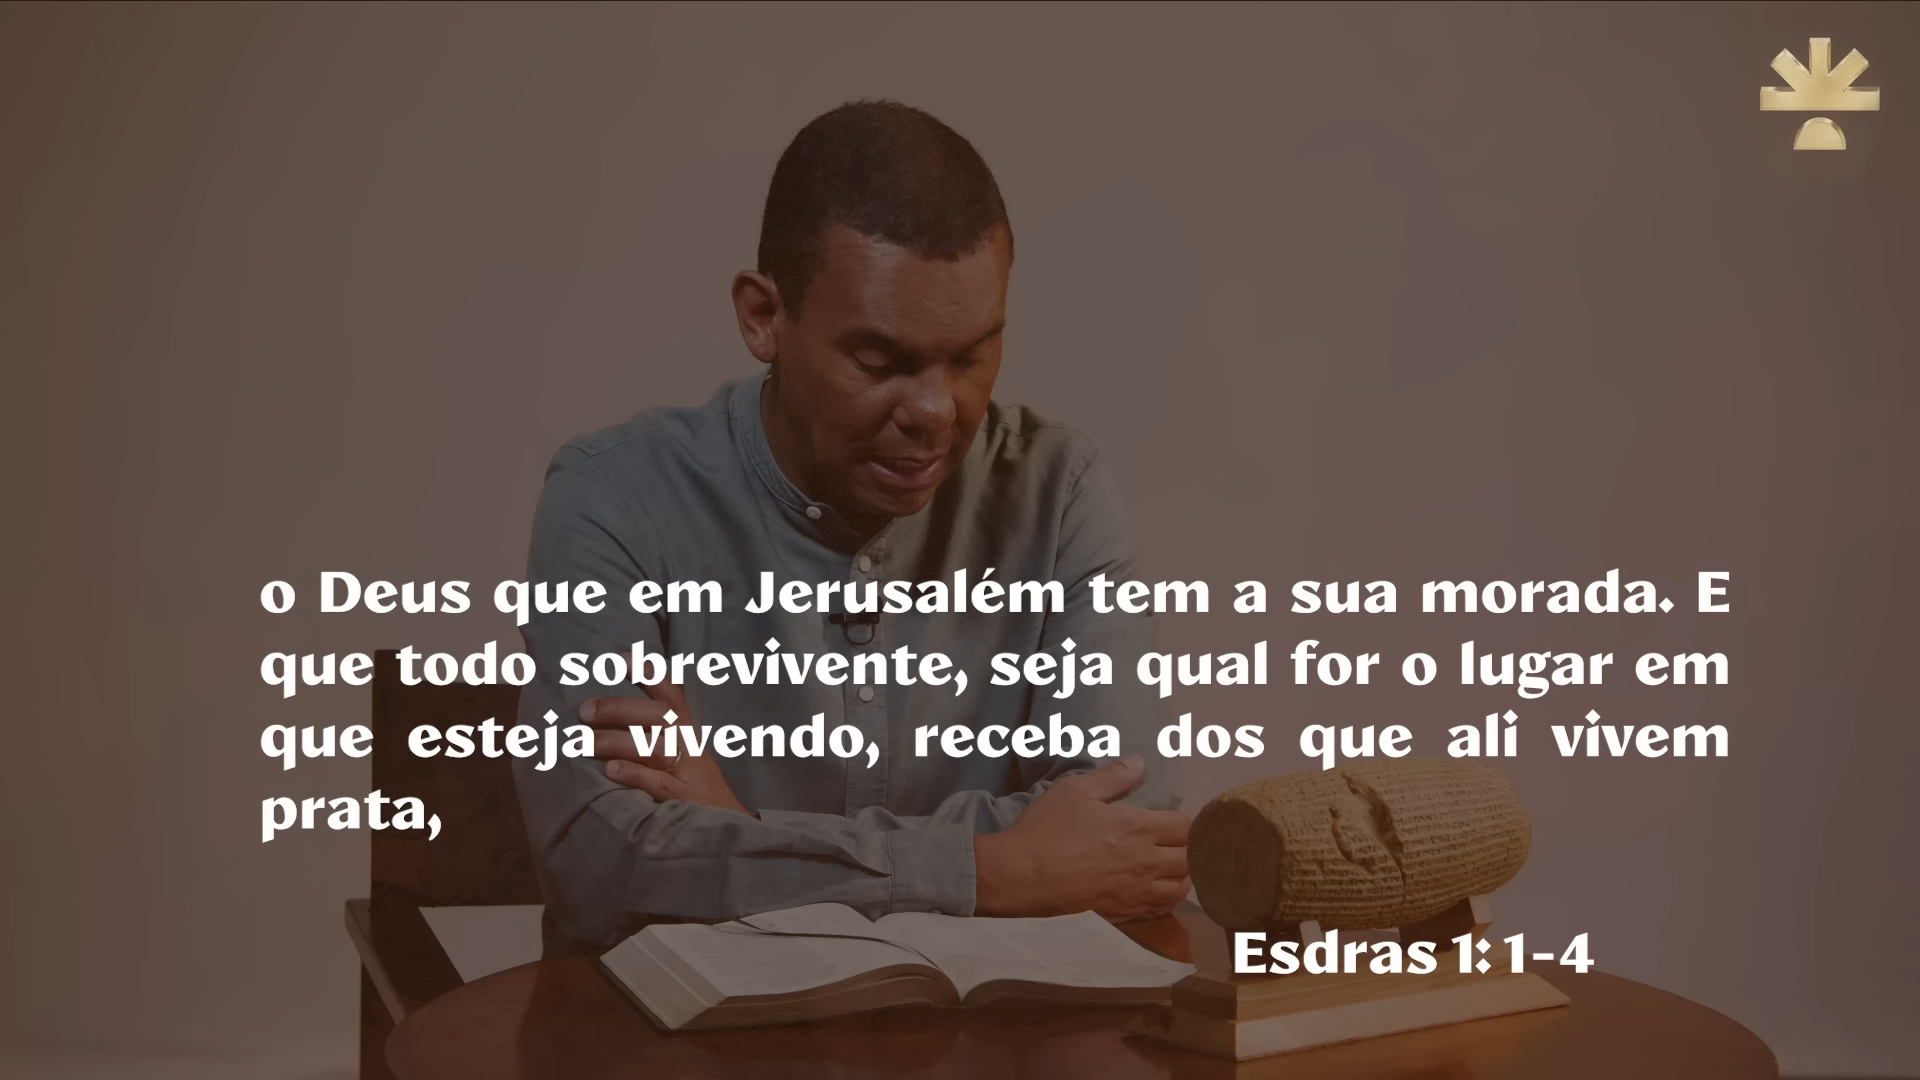 o Deus que em Jerusalém tem a sua morada. E
que todo sobrevivente, seja qual for o lugar em
que esteja vivendo, receba dos que ali vivem
prata,
Esdras 1:1-4